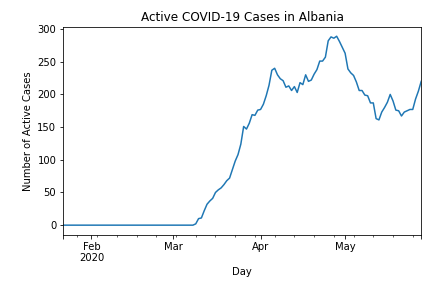 Active COVID-19 Cases in Albania
300
250
200
150
100
50
0
Number of Active Cases
Feb
2020
Mar
Apr
May
Day